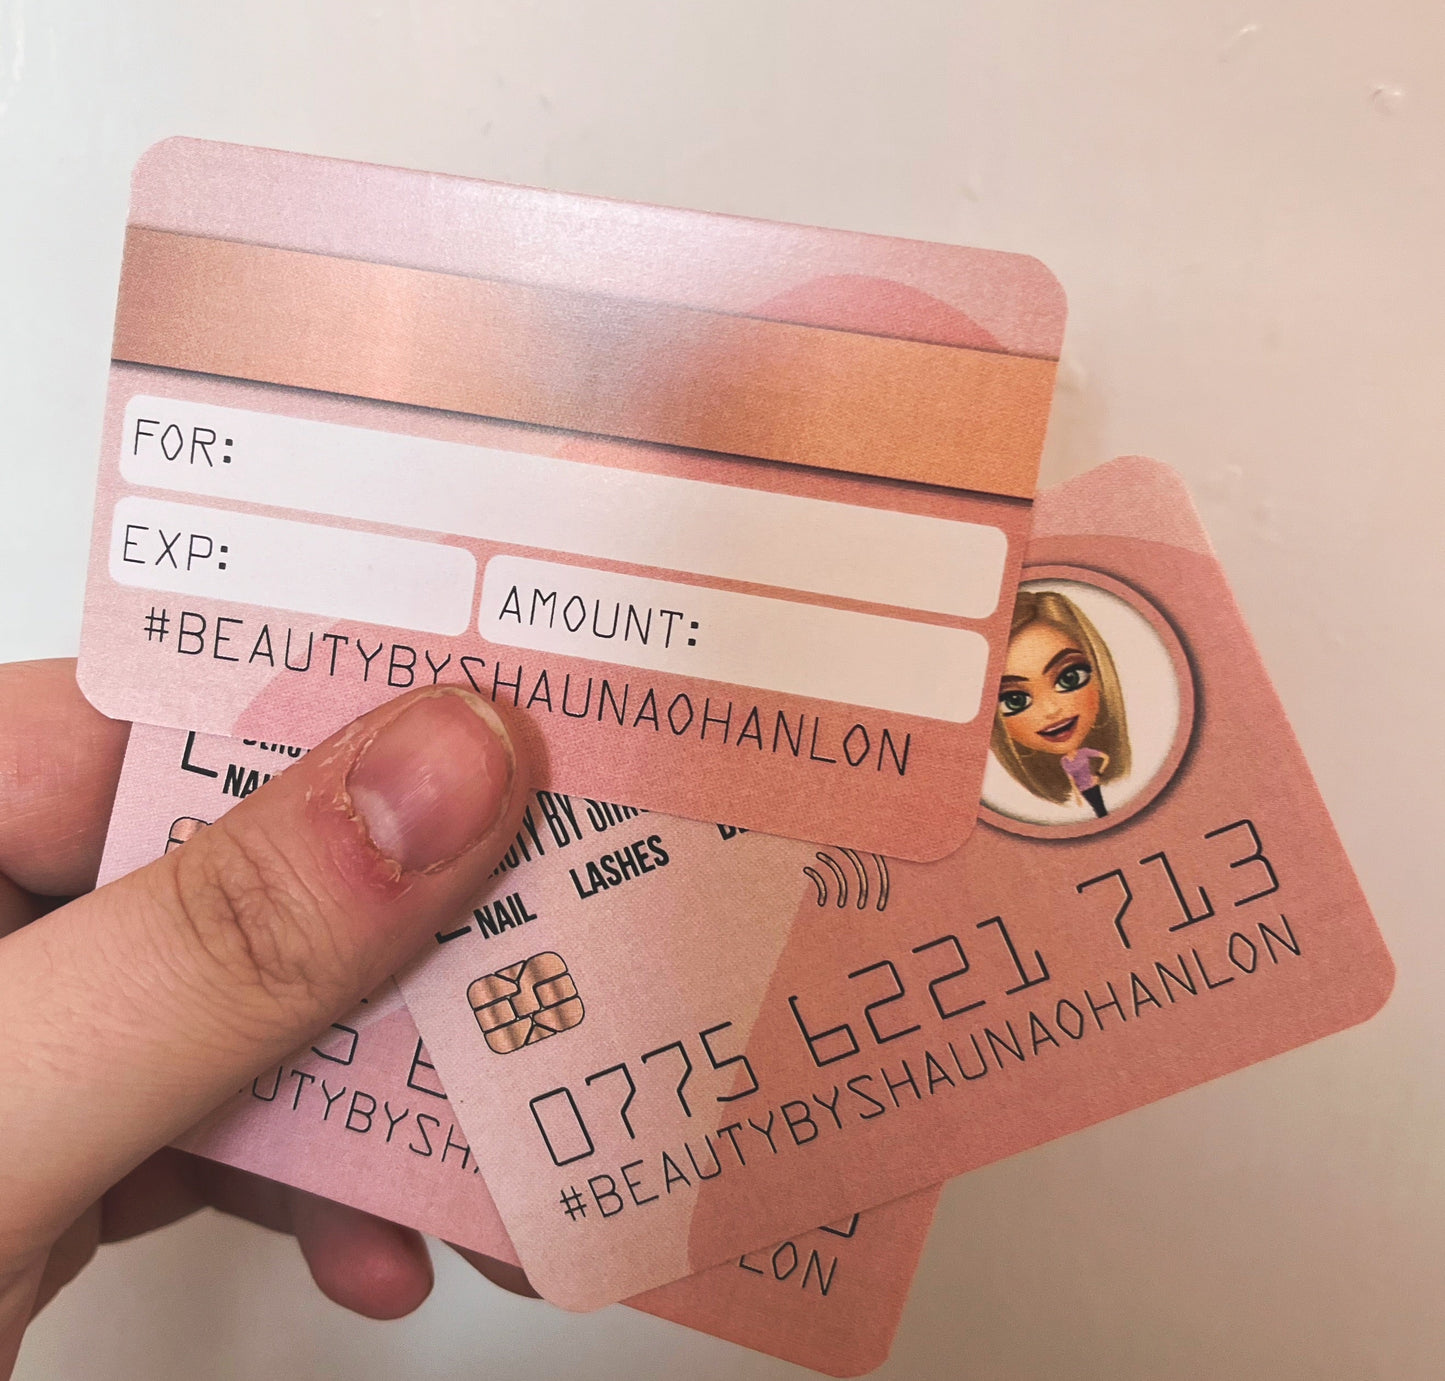 FOR:
EXP:
AMOUNT:
#BEAUTYBYSHAUNAOHANLON
NAIL
LASHES
0775 6221 713
#BEAUTYBYSHAUNAOHANLON